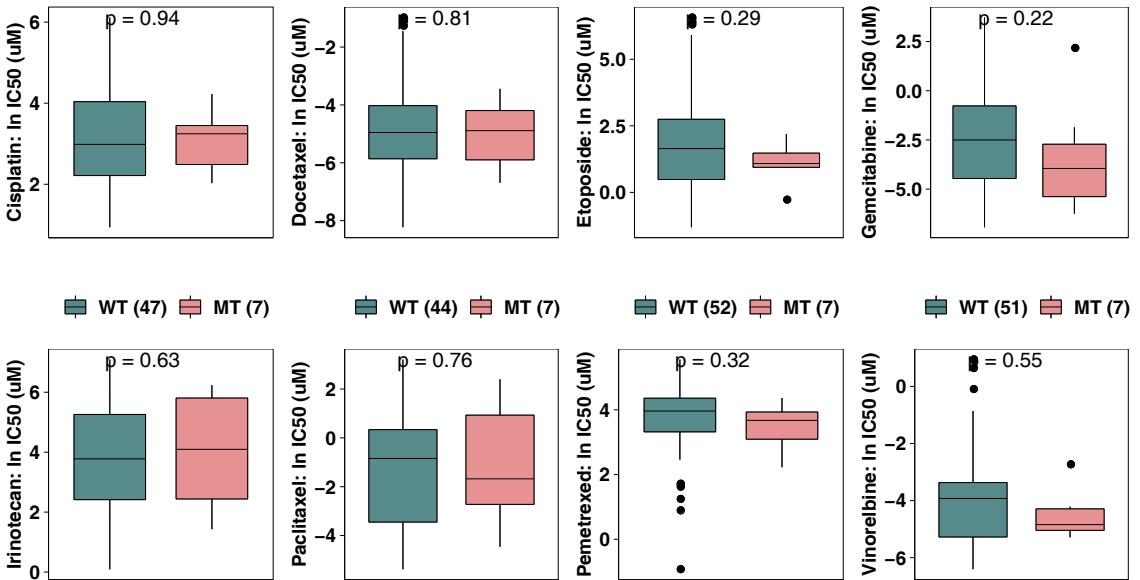 Cisplatin: ln IC50 (uM)
6
4
2
p = 0.94
Docetaxel: ln IC50 (uM)
−2
−4
−6
−8
p = 0.81
Etoposide: ln IC50 (uM)
5.0
2.5
0.0
p = 0.29
Gemcitabine: ln IC50 (uM)
2.5
0.0
−2.5
−5.0
p = 0.22
WT (47) MT (7)
WT (44) MT (7)
WT (52) MT (7)
WT (51) MT (7)
Irinotecan: ln IC50 (uM)
6
4
2
0
p = 0.63
Paclitaxel: ln IC50 (uM)
2
0
−2
−4
p = 0.76
Pemetrexed: ln IC50 (uM)
4
2
0
p = 0.32
Vinorelbine: ln IC50 (uM)
0
−2
−4
−6
p = 0.55